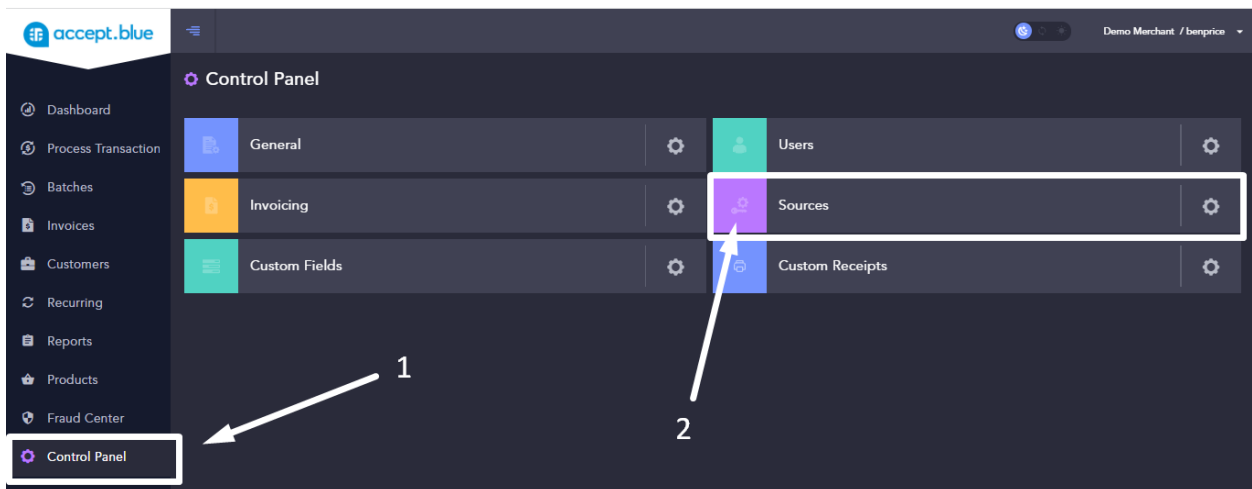 accept.blue
Demo Merchant / benprice
Control Panel
Dashboard
Process Transaction
Batches
Invoices
Customers
Recurring
Reports
Products
Fraud Center
Control Panel
General
Users
Invoicing
Sources
Custom Fields
Custom Receipts
1
2